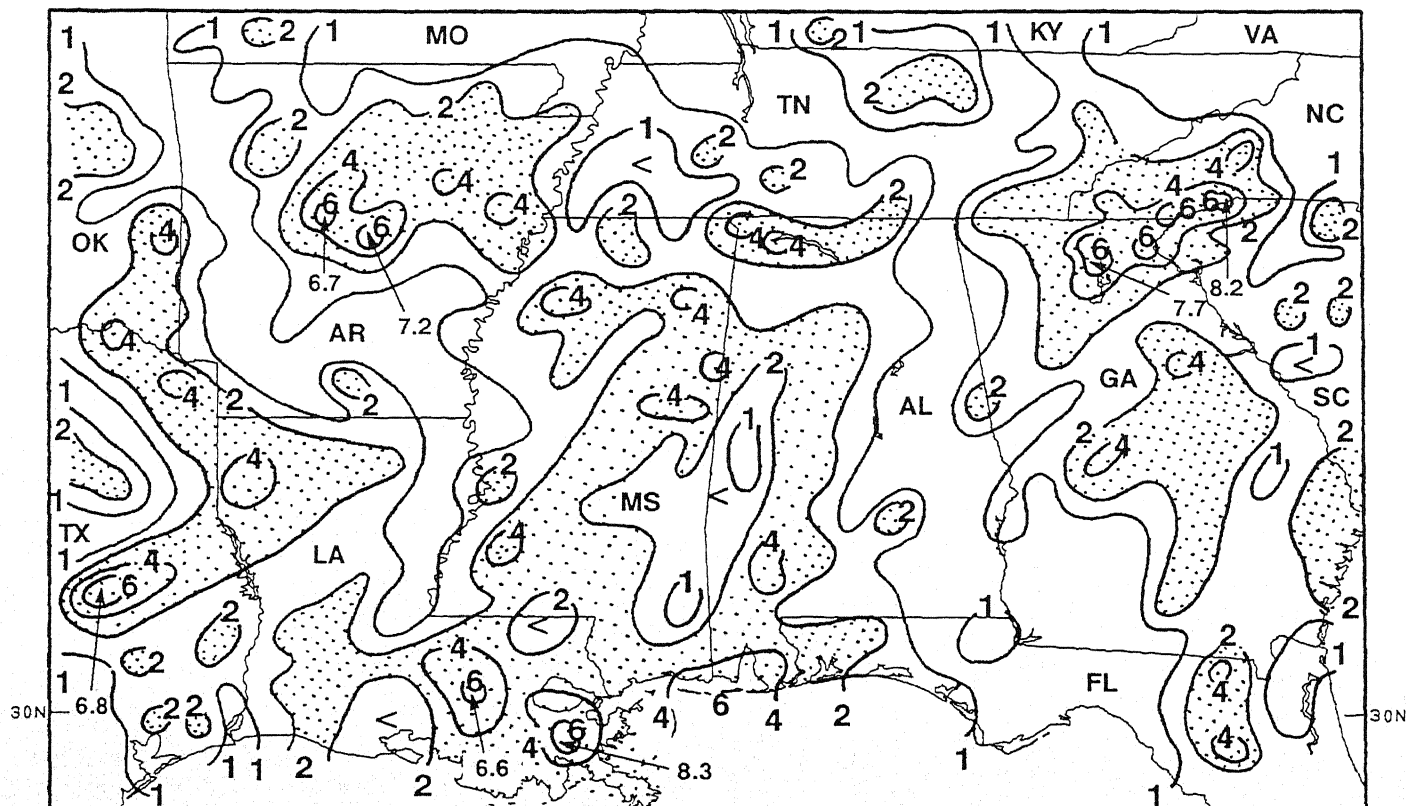 1 1 2 1 MO 1 2 1 1 KY 1 VA
2 2 2 TN 2 NC
2 4 1 2 4 1
2 4 4 2 2 4
6 4 2 6 6
OK 4 6 4 4 6 6 2 2
6.7 8.2
4 4 7.7 2 2
AR 7.2
4 4 2 4 1
1 4 2 2 4 AL 2 GA SC
2 4 2 1 2 4 1 2
1 MS 2
TX LA 4 4
1 4
6 2 2 1 1 2
2 4 2 1
1 6 4 FL
30N 6.8 2 2 4 6 4 2 30N
1 1 2 4 6 4
6.6 8.3 1
1 2 1